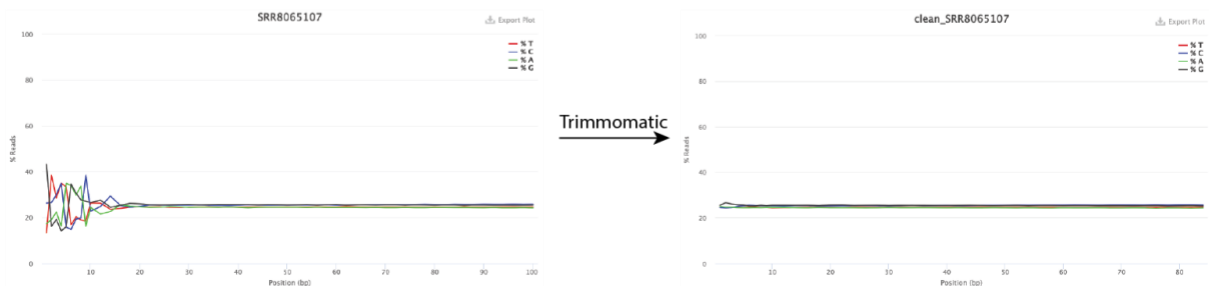 SRR8065107
Export Plot
% T
% C
% A
% G
100
80
60
40
20
0
% Reads
10
20
30
40
50
60
70
80
90
100
Position (bp)
Trimmomatic
clean_SRR8065107
Export Plot
% T
% C
% A
% G
100
80
60
40
20
0
% Reads
10
20
30
40
50
60
70
80
Position (bp)